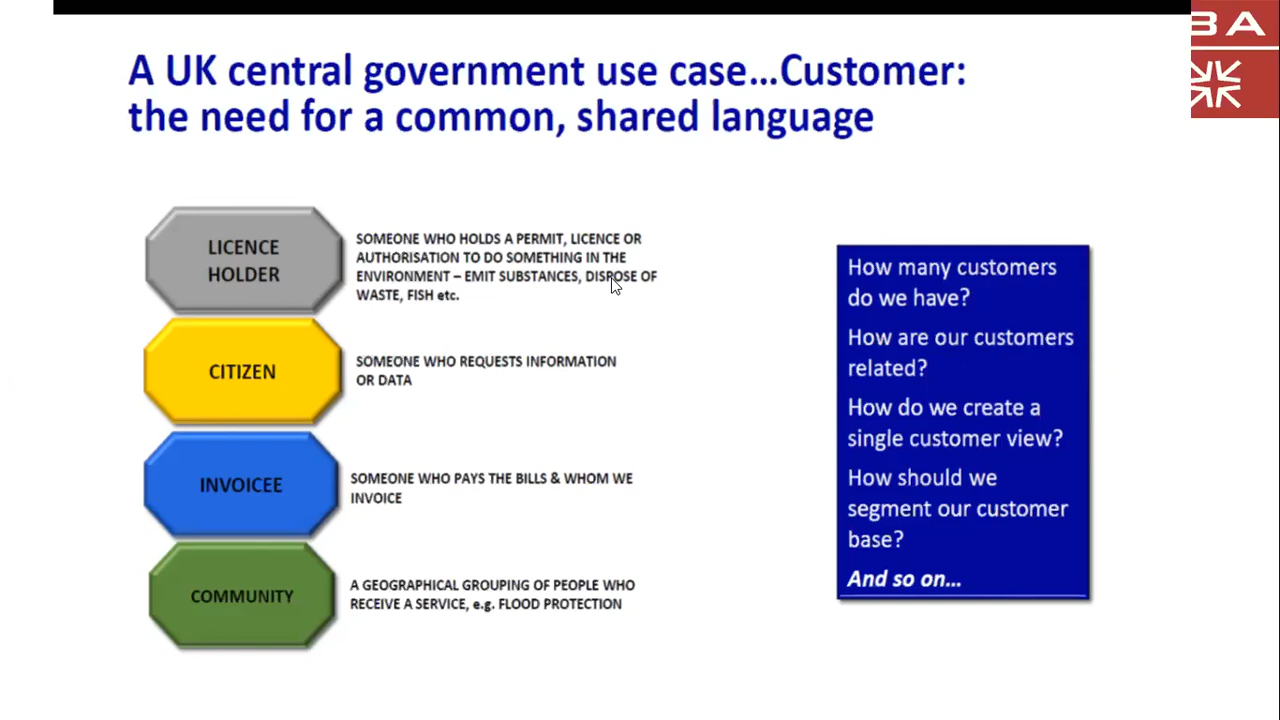 BA
A UK central government use case...Customer:
the need for a common, shared language
LICENCE
HOLDER
SOMEONE WHO HOLDS A PERMIT, LICENCE OR
AUTHORISATION TO DO SOMETHING IN THE
ENVIRONMENT – EMIT SUBSTANCES, DISPOSE OF
WASTE, FISH etc.
CITIZEN
SOMEONE WHO REQUESTS INFORMATION
OR DATA
INVOICEE
SOMEONE WHO PAYS THE BILLS & WHOM WE
INVOICE
COMMUNITY
A GEOGRAPHICAL GROUPING OF PEOPLE WHO
RECEIVE A SERVICE, e.g. FLOOD PROTECTION
How many customers
do we have?
How are our customers
related?
How do we create a
single customer view?
How should we
segment our customer
base?
And so on...